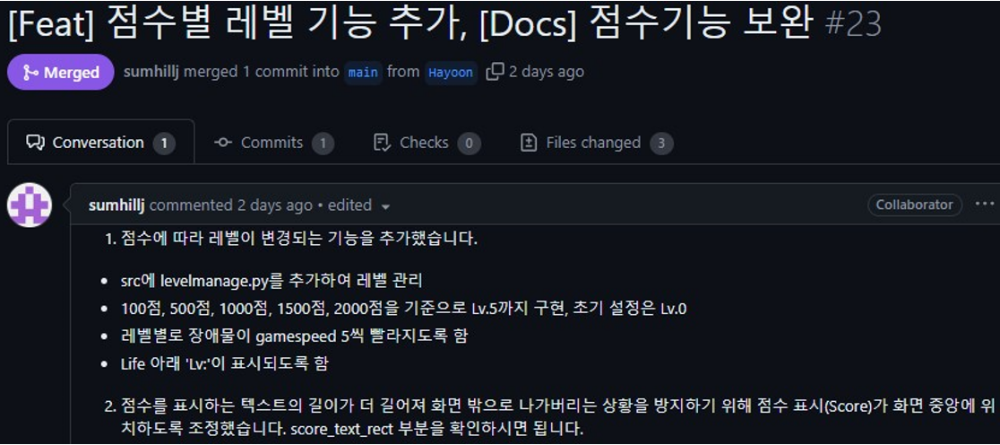 [Feat] 점수별 레벨 기능 추가, [Docs] 점수기능 보완 #23
Merged sumhillj merged 1 commit into main from Hayoon 2 days ago
Conversation 1 Commits 1 Checks 0 Files changed 3
sumhillj commented 2 days ago • edited Collaborator ...
1. 점수에 따라 레벨이 변경되는 기능을 추가했습니다.
• src에 levelmanage.py를 추가하여 레벨 관리
• 100점, 500점, 1000점, 1500점, 2000점을 기준으로 Lv.5까지 구현, 초기 설정은 Lv.0
• 레벨별로 장애물이 gamespeed 5씩 빨라지도록 함
• Life 아래 'Lv:'이 표시되도록 함
2. 점수를 표시하는 텍스트의 길이가 더 길어져 화면 밖으로 나가버리는 상황을 방지하기 위해 점수 표시(Score)가 화면 중앙에 위
치하도록 조정했습니다. score_text_rect 부분을 확인하시면 됩니다.